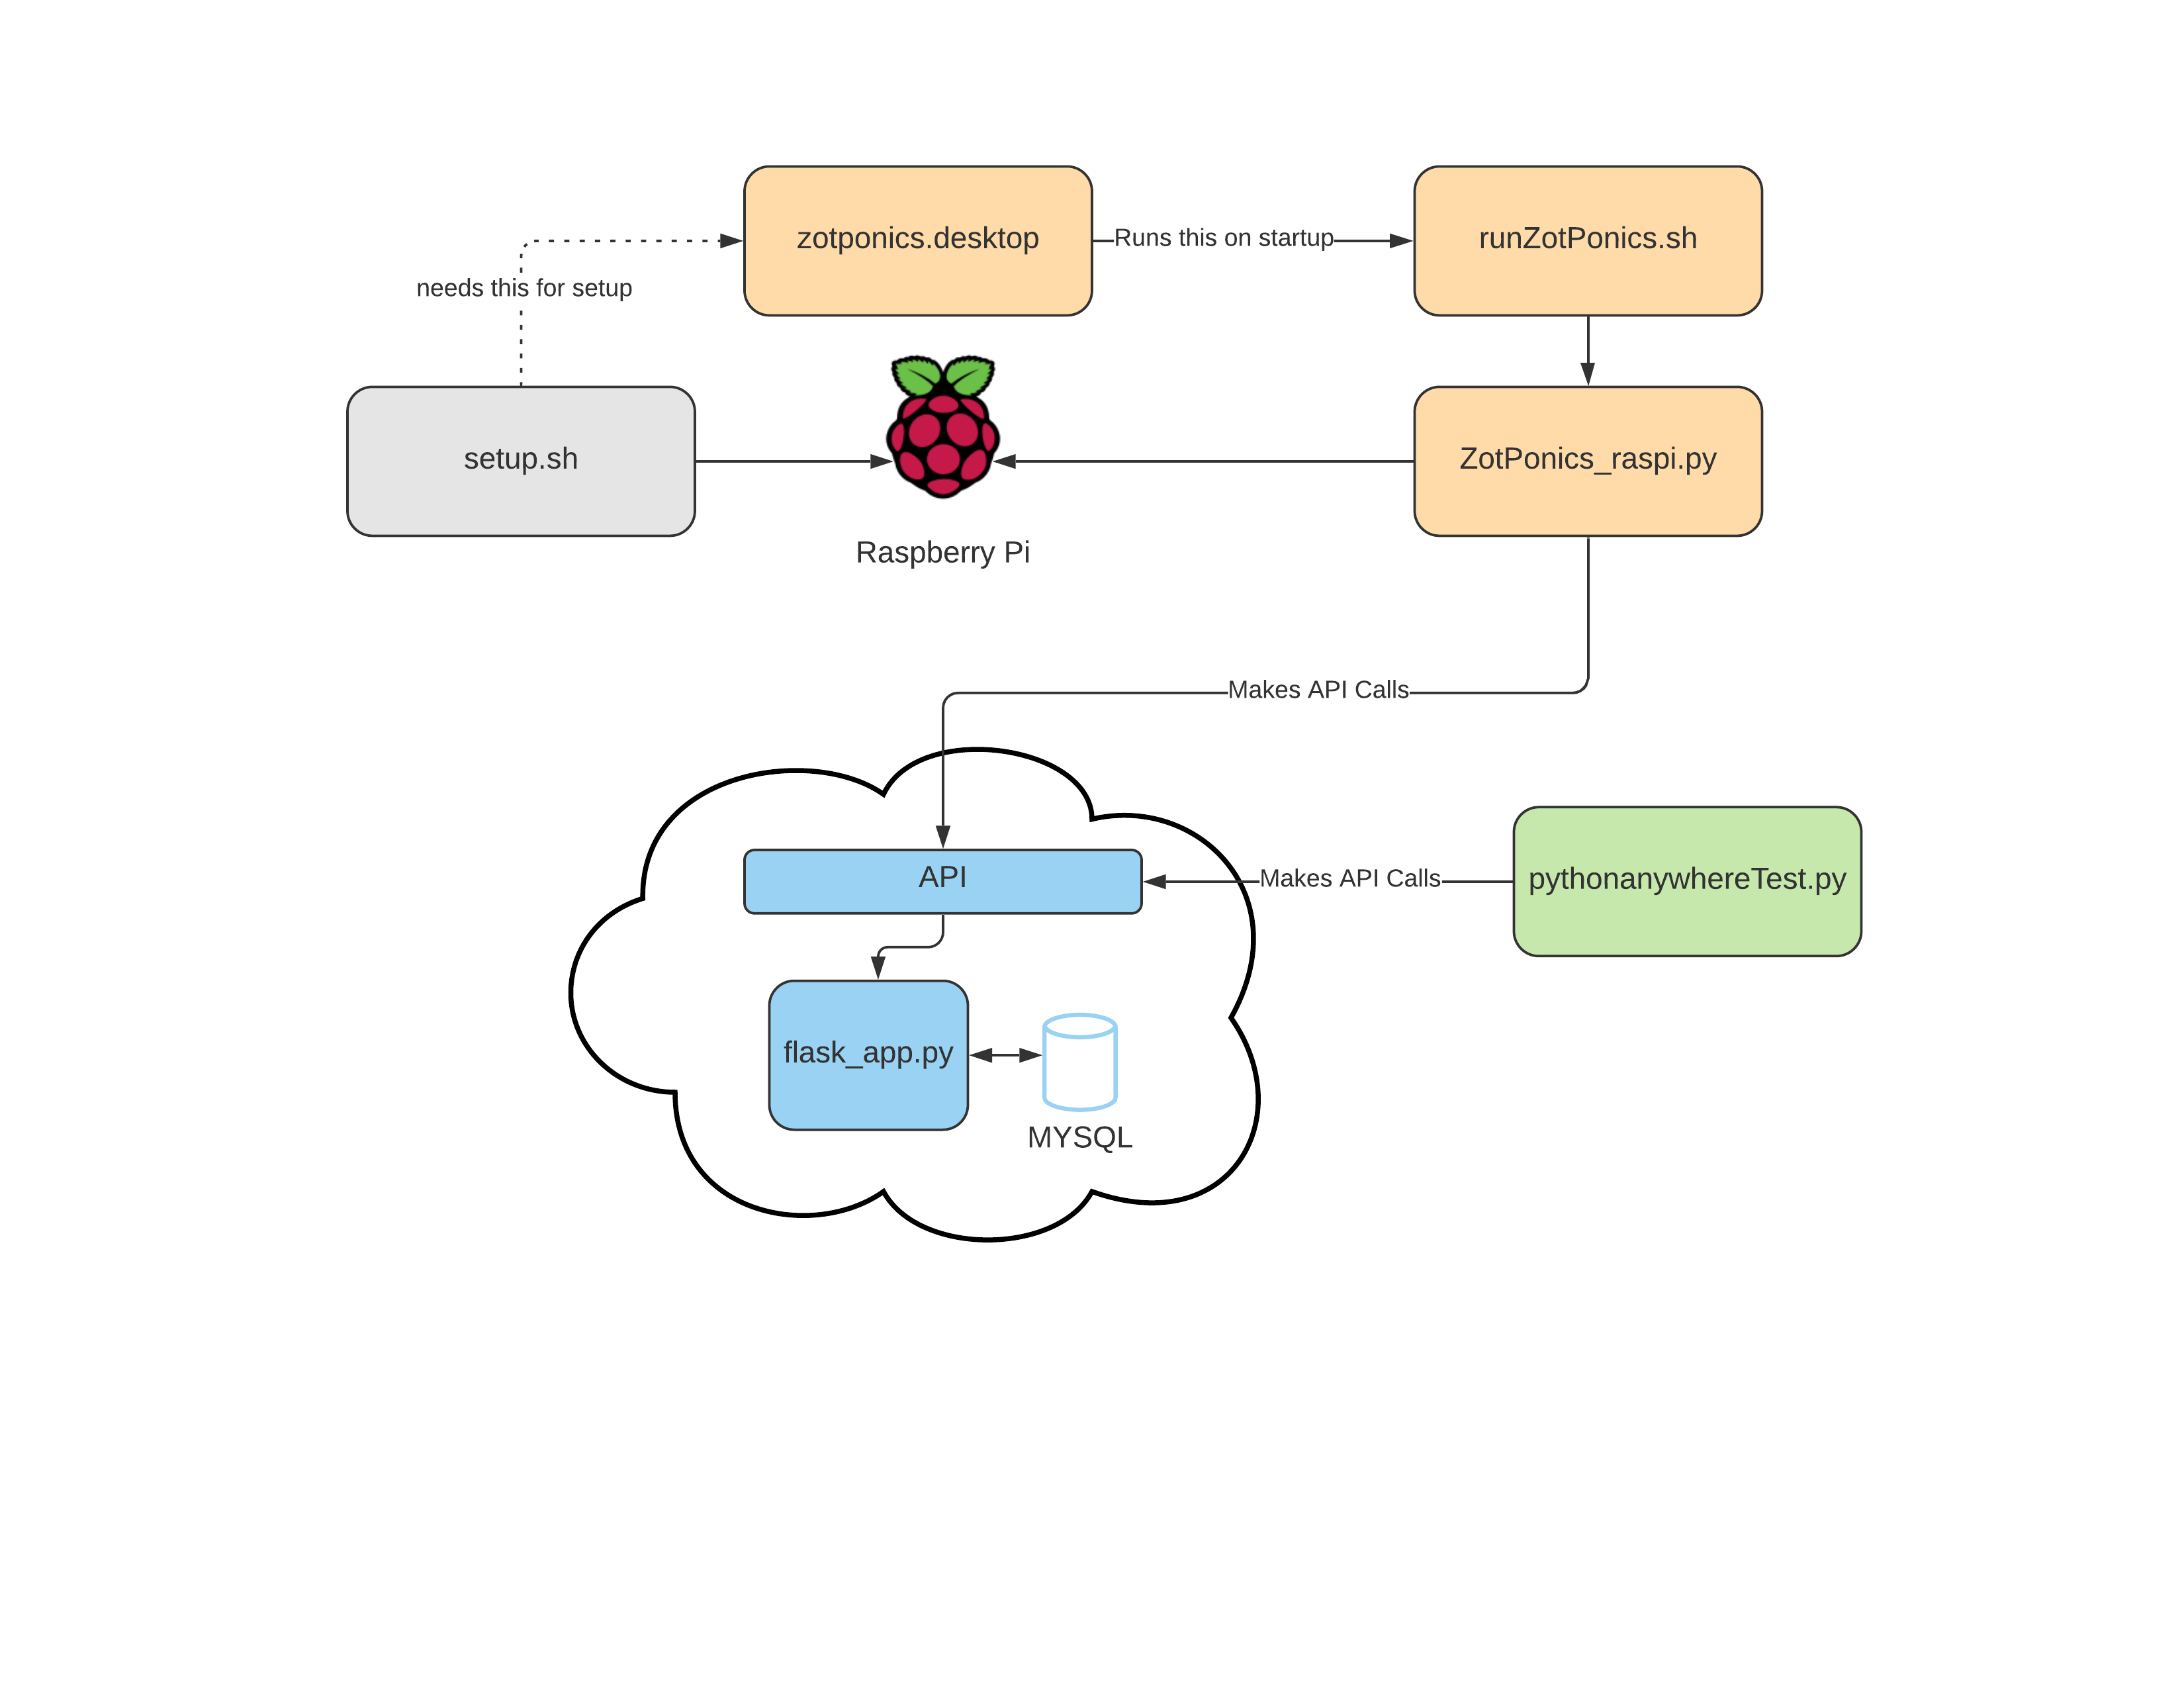 zotponics.desktop
Runs this on startup
runZotPonics.sh
needs this for setup
setup.sh
ZotPonics_raspi.py
Raspberry Pi
Makes API Calls
API
Makes API Calls
pythonanywhereTest.py
flask_app.py
MYSQL